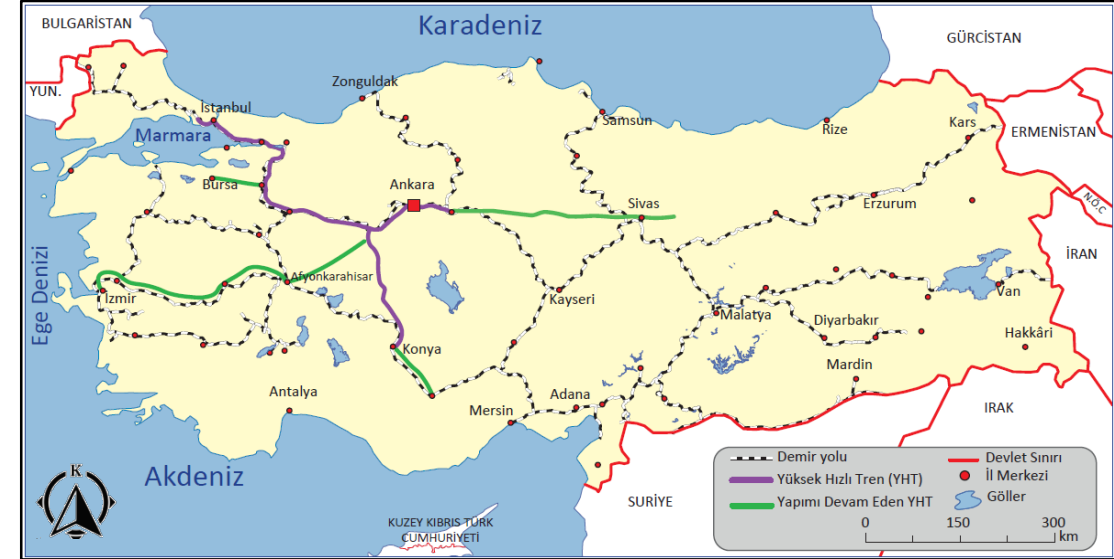 BULGARİSTAN
Karadeniz
GÜRCİSTAN
YUN.
İstanbul
Zonguldak
Samsun
Rize
Kars
ERMENİSTAN
Marmara
Bursa
Ankara
Sivas
Erzurum
N.Ö.C
İRAN
Ege Denizi
İzmir
Afyonkarahisar
Kayseri
Malatya
Diyarbakır
Van
Hakkâri
Konya
Mardin
Antalya
Mersin
Adana
IRAK
Akdeniz
K
SURİYE
KUZEY KIBRIS TÜRK
CUMHURİYETİ
Demir yolu
Yüksek Hızlı Tren (YHT)
Yapımı Devam Eden YHT
Devlet Sınırı
İl Merkezi
Göller
0 150 300
km